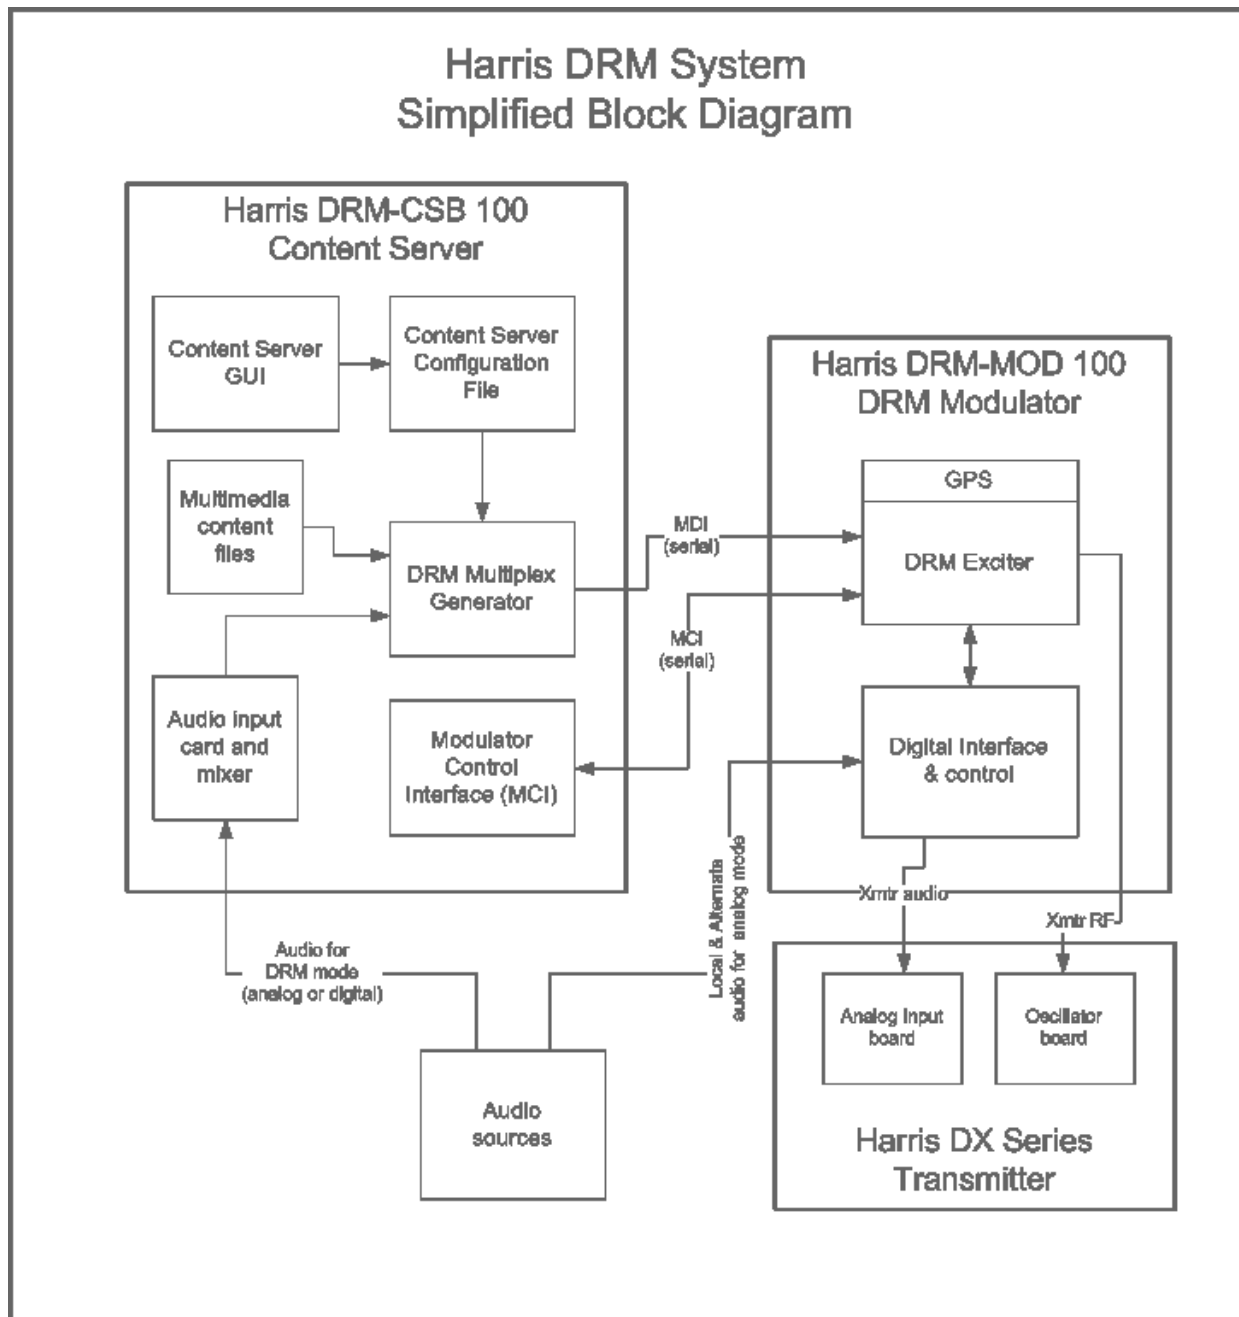 Harris DRM System
Simplified Block Diagram
Harris DRM-CSB 100
Content Server
Content Server
GUI
Content Server
Configuration
File
Multimedia
content
files
DRM Multiplex
Generator
Audio input
card and
mixer
Modulator
Control
Interface (MCI)
MDI
(serial)
MCI
(serial)
Harris DRM-MOD 100
DRM Modulator
GPS
DRM Exciter
Digital Interface
& control
Local & Alternate
audio for analog mode
Xmtr audio
Xmtr RF
Audio for
DRM mode
(analog or digital)
Audio
sources
Analog Input
board
Oscillator
board
Harris DX Series
Transmitter